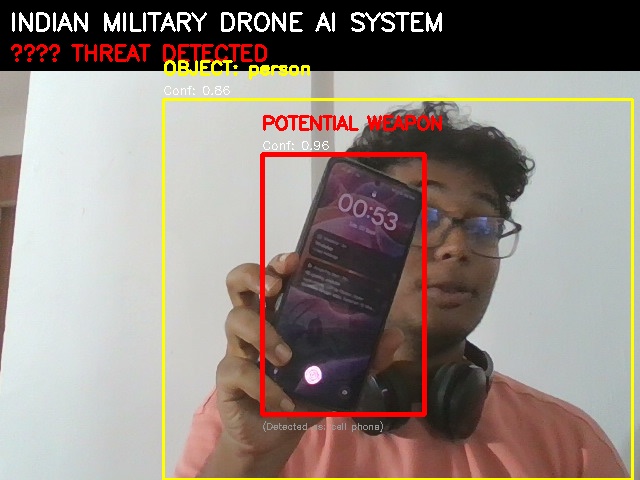 INDIAN MILITARY DRONE AI SYSTEM
???? THREAT DETECTED
OBJECT: person
Conf: 0.86
POTENTIAL WEAPON
Conf: 0.96
00:53
(Detected as: cell phone)